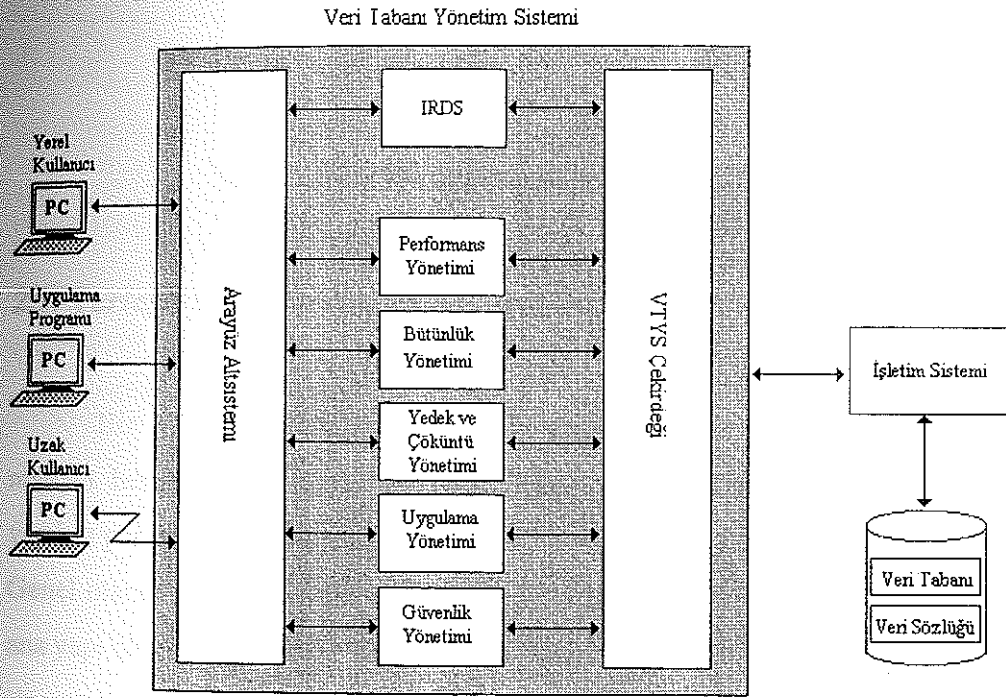 Veri Tabanı Yönetim Sistemi
IRDS
Yerel
Kullanıcı
PC
Performans
Yönetimi
Uygulama
Programı
PC
Arayüz Altsistemi
VTYS Çekirdeği
Bütünlük
Yönetimi
İşletim Sistemi
Yedek ve
Çöküntü
Yönetimi
Uzak
Kullanıcı
PC
Uygulama
Yönetimi
Veri Tabanı
Veri Sözlüğü
Güvenlik
Yönetimi